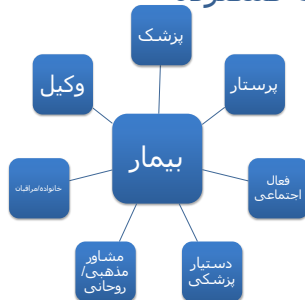 پزشک
پرستار
وکیل
بیمار
فعال
اجتماعی
خانواده/مراقبان
دستیار
پزشکی
مشاور
مذهبی/
روحانی